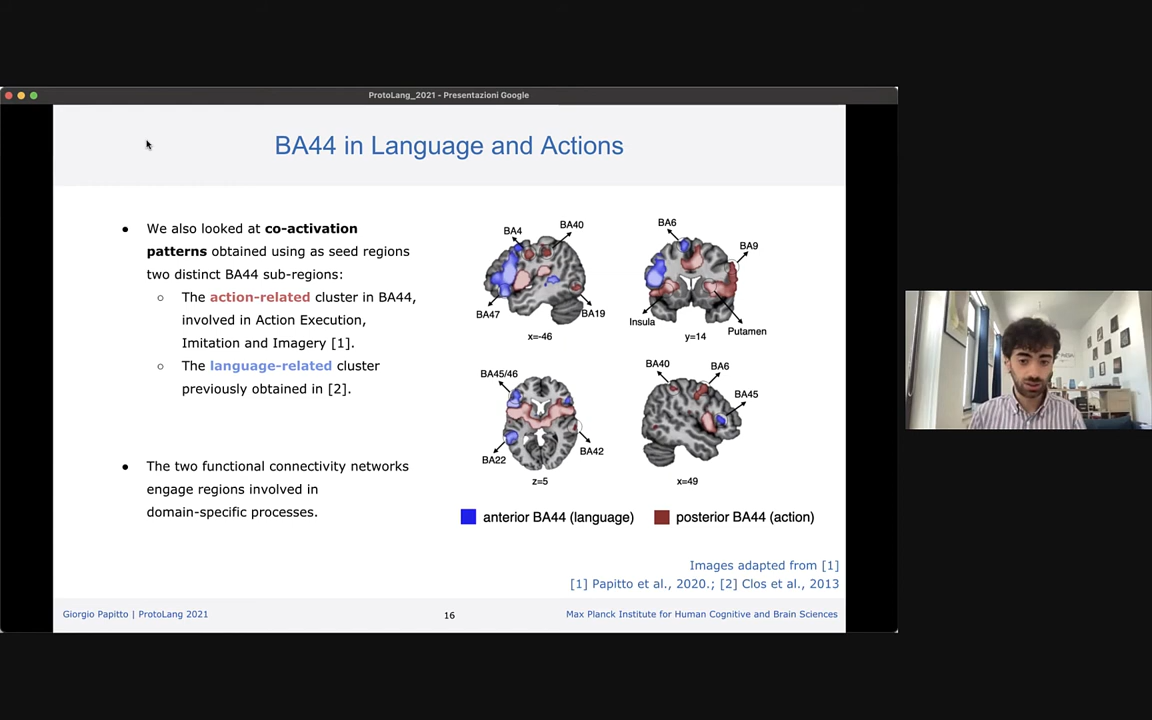 ProtoLang_2021 - Presentazioni Google
BA44 in Language and Actions
● We also looked at co-activation
patterns obtained using as seed regions
two distinct BA44 sub-regions:
○ The action-related cluster in BA44,
involved in Action Execution,
Imitation and Imagery [1].
○ The language-related cluster
previously obtained in [2].
● The two functional connectivity networks
engage regions involved in
domain-specific processes.
BA4
BA40
BA47
BA19
x=-46
BA6
BA9
Insula
Putamen
y=14
BA45/46
BA22
BA42
z=5
BA40
BA6
BA45
x=49
anterior BA44 (language)
posterior BA44 (action)
Images adapted from [1]
[1] Papitto et al., 2020.; [2] Clos et al., 2013
Giorgio Papitto | ProtoLang 2021
16
Max Planck Institute for Human Cognitive and Brain Sciences